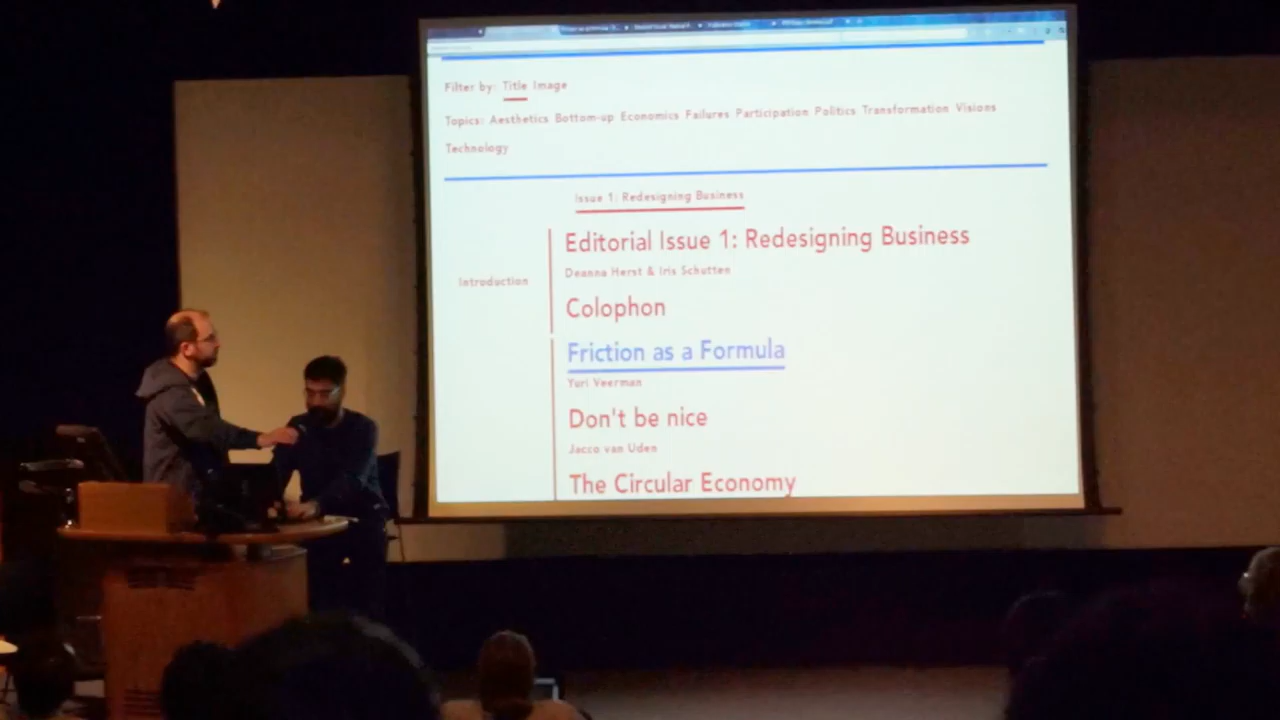 Filter by: Title Image
Topics: Aesthetics Bottom-up Economics Failures Participation Politics Transformation Visions
Technology
Issue 1: Redesigning Business
Introduction
Editorial Issue 1: Redesigning Business
Deanna Herst & Iris Schutten
Colophon
Friction as a Formula
Yuri Veerman
Don't be nice
Jacco van Uden
The Circular Economy